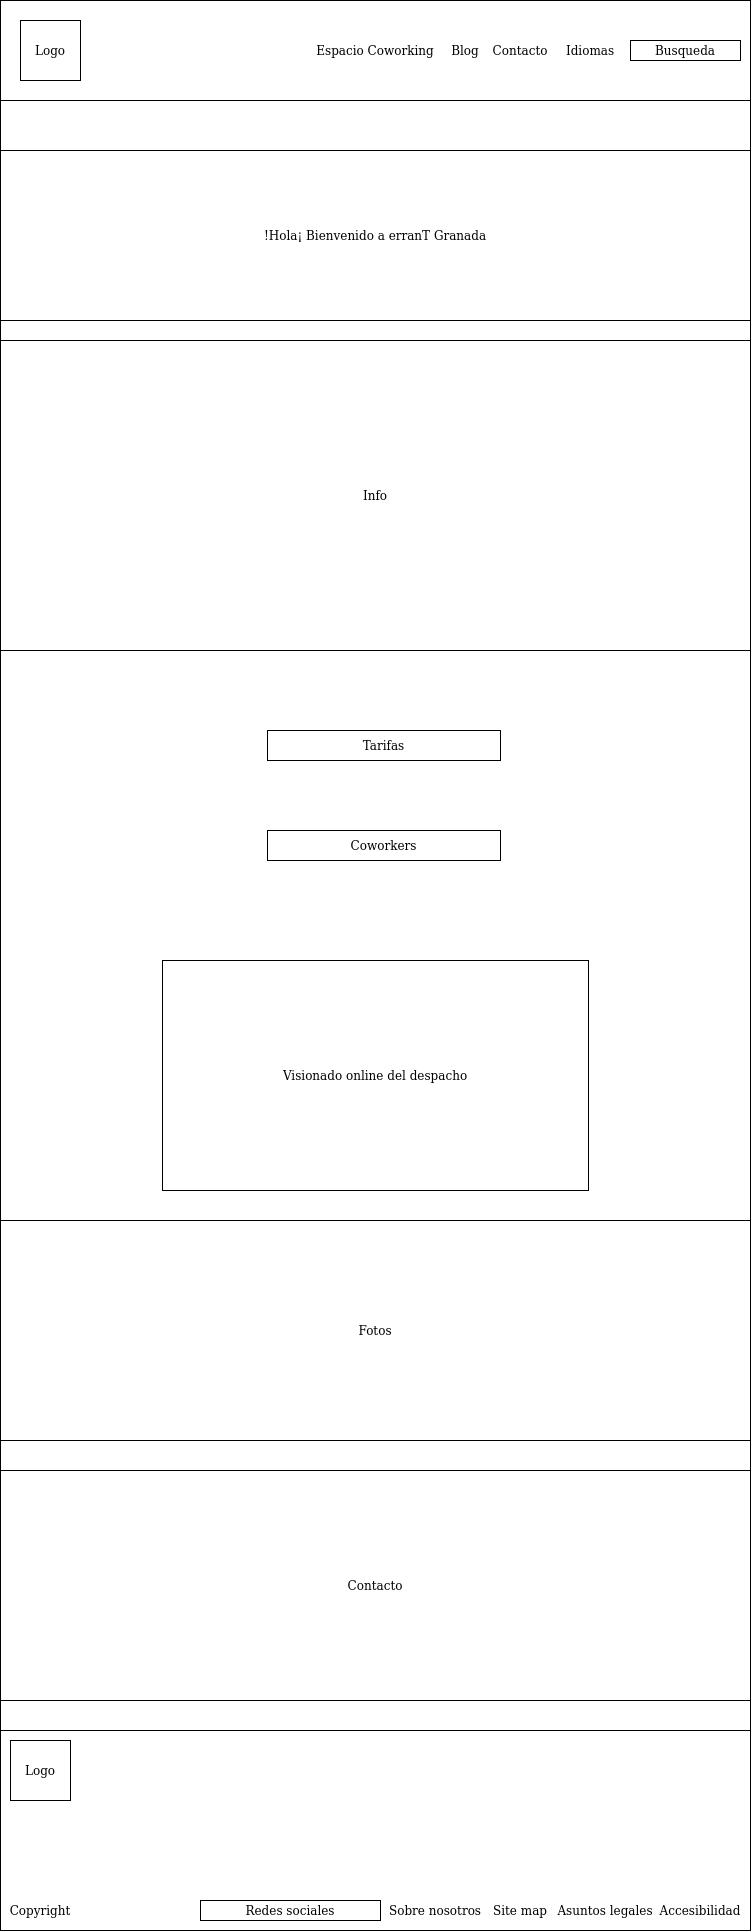 Logo
Espacio Coworking
Blog
Contacto
Idiomas
Busqueda
!Hola¡ Bienvenido a erranT Granada
Info
Tarifas
Coworkers
Visionado online del despacho
Fotos
Contacto
Logo
Copyright
Redes sociales
Sobre nosotros
Site map
Asuntos legales
Accesibilidad